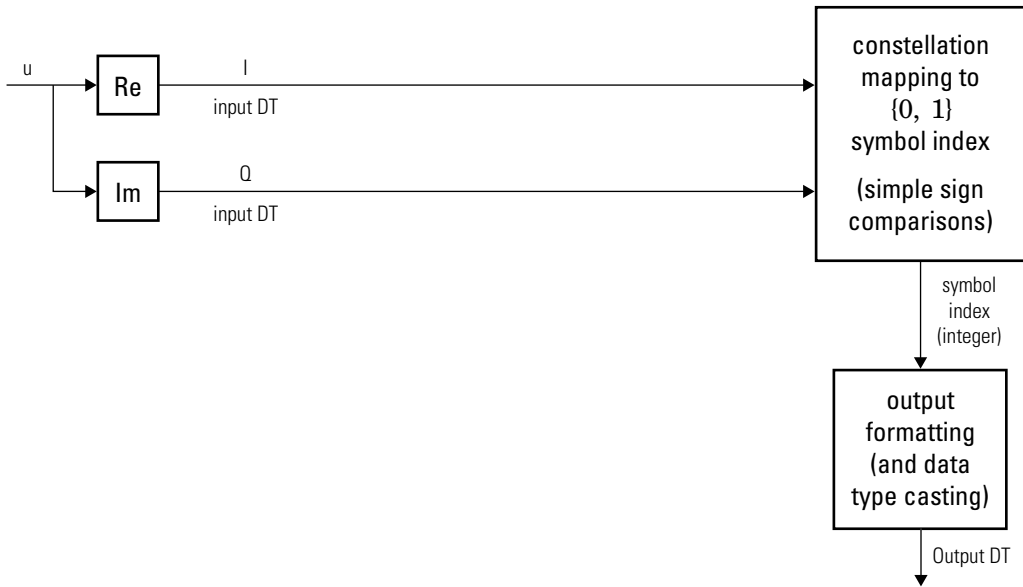 u
Re
I
input DT
Im
Q
input DT
constellation
mapping to
{0, 1}
symbol index
(simple sign
comparisons)
symbol
index
(integer)
output
formatting
(and data
type casting)
Output DT